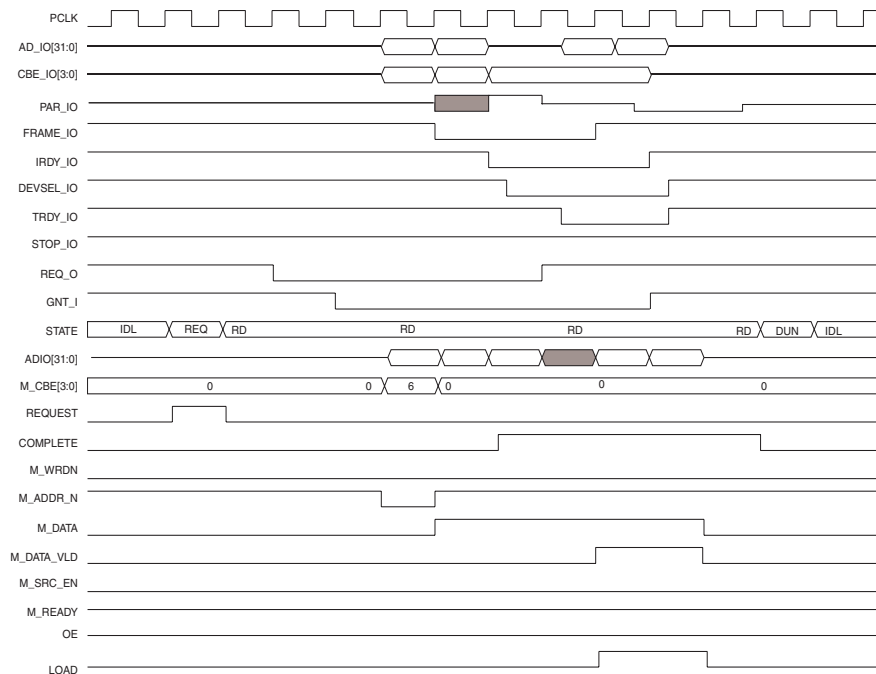 PCLK
AD_IO[31:0]
CBE_IO[3:0]
PAR_IO
FRAME_IO
IRDY_IO
DEVSEL_IO
TRDY_IO
STOP_IO
REQ_O
GNT_I
STATE IDL REQ RD RD RD RD DUN IDL
ADIO[31:0]
M_CBE[3:0] 0 0 6 0 0 0
REQUEST
COMPLETE
M_WRDN
M_ADDR_N
M_DATA
M_DATA_VLD
M_SRC_EN
M_READY
OE
LOAD